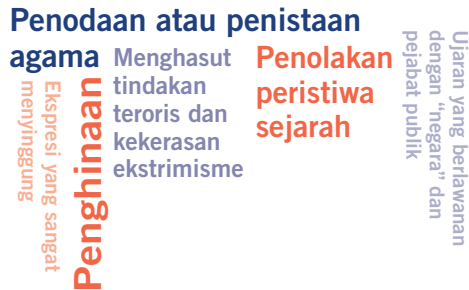 Penodaan atau penistaan
agama
Menghasut
tindakan
teroris dan
kekerasan
ekstrimisme
Penolakan
peristiwa
sejarah
Ujaran yang berlawanan
dengan “negara” dan
pejabat publik
Ekspresi yang sangat
menyinggung
Penghinaan